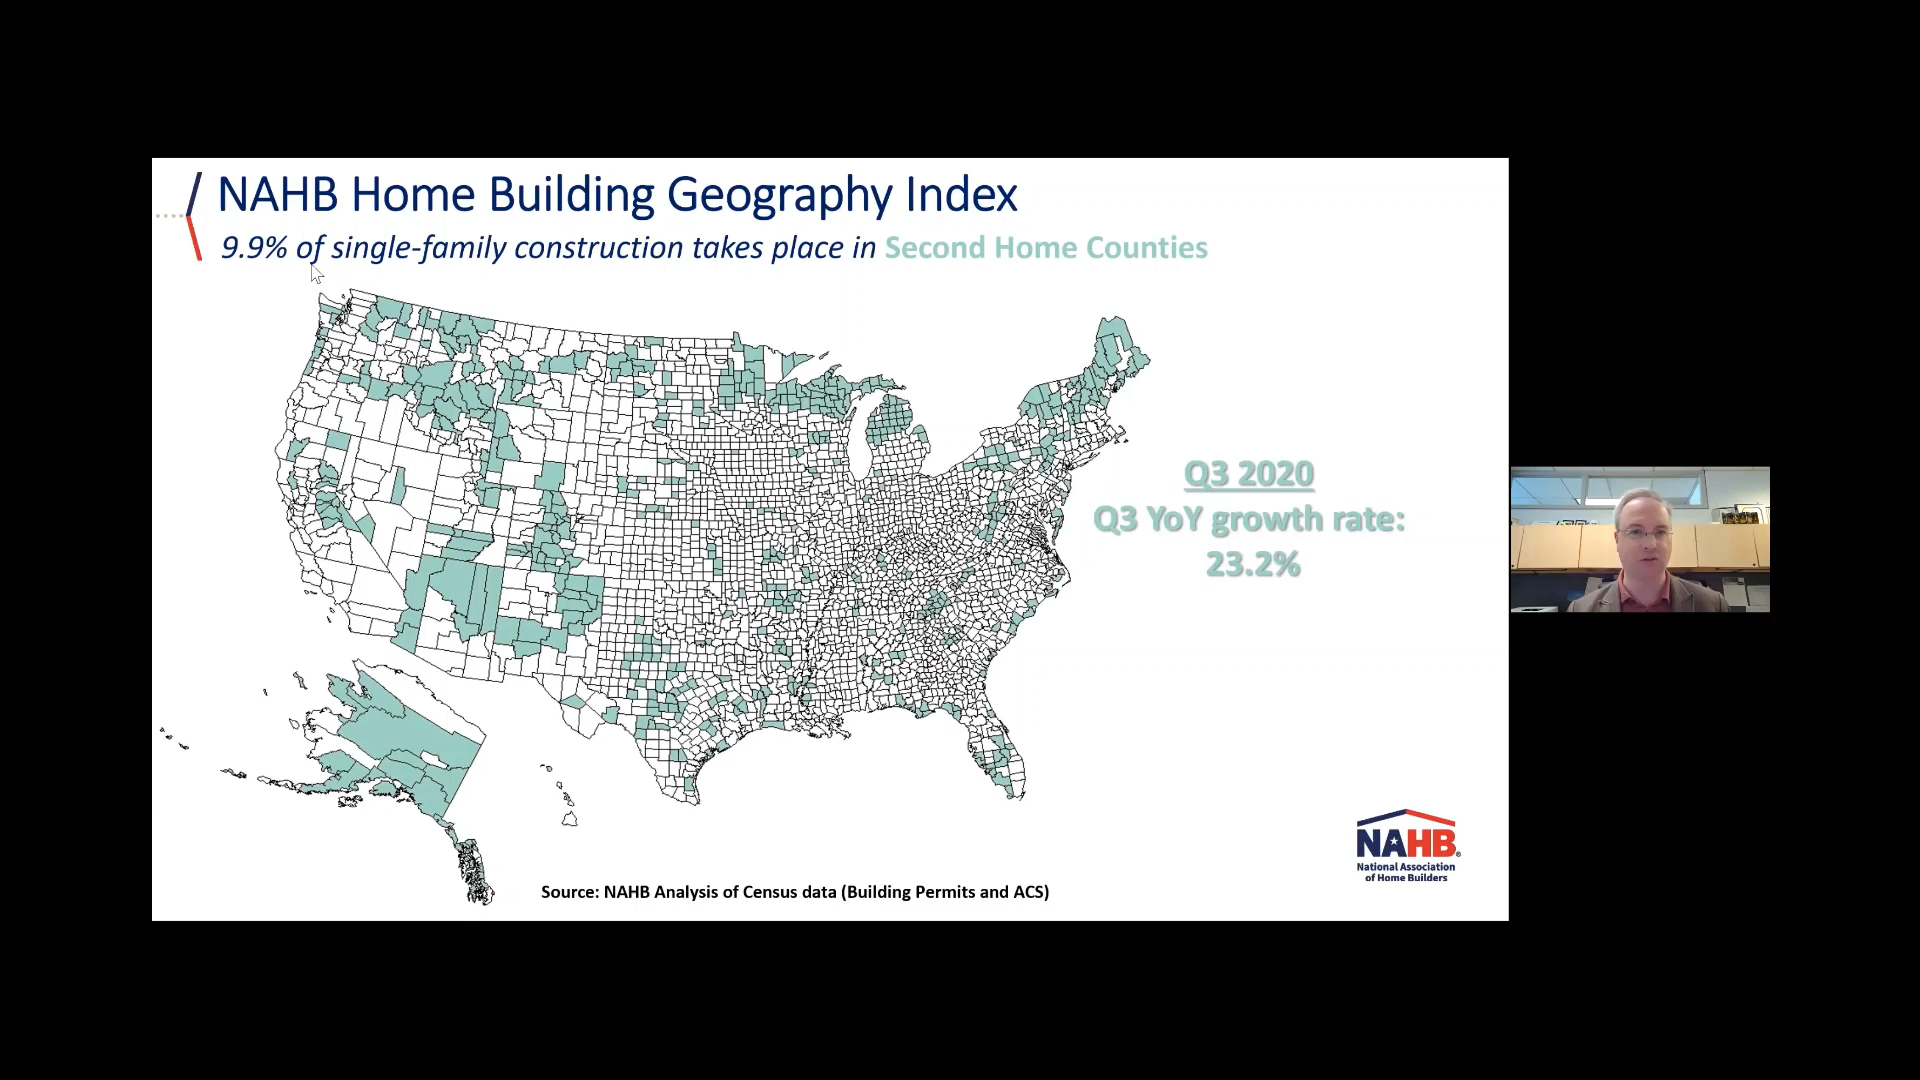 NAHB Home Building Geography Index
9.9% of single-family construction takes place in Second Home Counties
Q3 2020
Q3 YoY growth rate:
23.2%
NAHB®
National Association
of Home Builders
Source: NAHB Analysis of Census data (Building Permits and ACS)